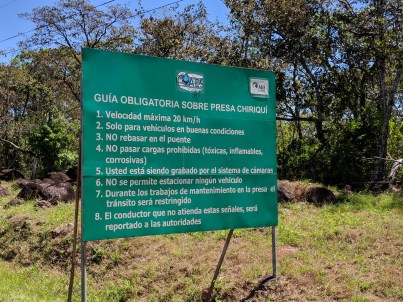 GUÍA OBLIGATORIA SOBRE PRESA CHIRIQUÍ
1. Velocidad máxima 20 km/h
2. Solo para vehículos en buenas condiciones
3. NO rebasar en el puente
4. NO pasar cargas prohibidas (tóxicas, inflamables,
corrosivas)
5. Usted está siendo grabado por el sistema de cámaras
6. NO se permite estacionar ningún vehículo
7. Durante los trabajos de mantenimiento en la presa el
tránsito será restringido
8. El conductor que no atienda estas señales, será
reportado a las autoridades